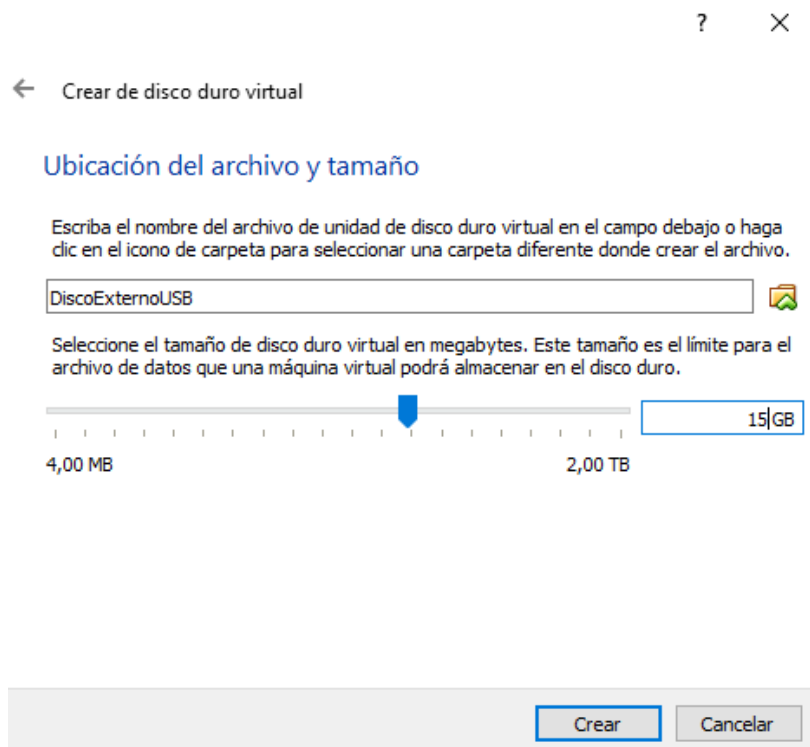 ?
Crear de disco duro virtual
Ubicación del archivo y tamaño
Escriba el nombre del archivo de unidad de disco duro virtual en el campo debajo o haga
clic en el icono de carpeta para seleccionar una carpeta diferente donde crear el archivo.
DiscoExternoUSB
Seleccione el tamaño de disco duro virtual en megabytes. Este tamaño es el límite para el
archivo de datos que una máquina virtual podrá almacenar en el disco duro.
15 GB
4,00 MB 2,00 TB
Crear Cancelar